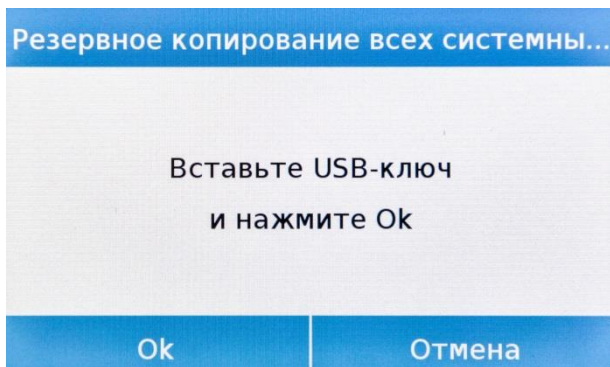 Резервное копирование всех системны...
Вставьте USB-ключ
и нажмите Ok
Ok
Отмена